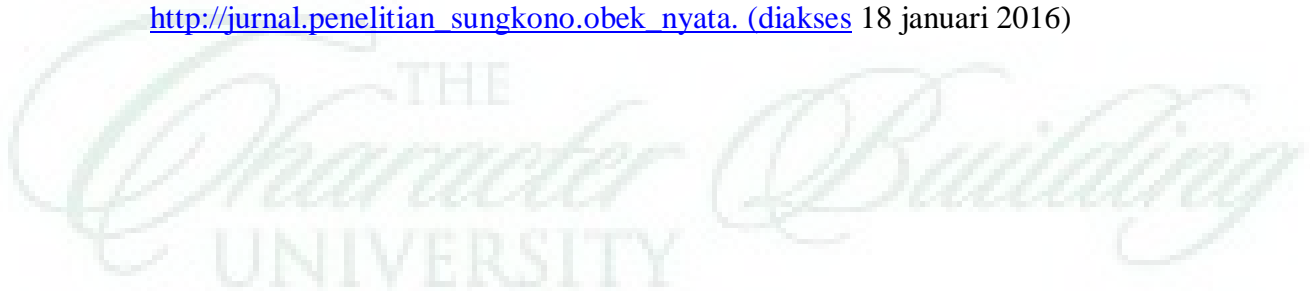 http://jurnal.penelitian_sungkono.obek_nyata. (diakses 18 januari 2016)
THE
Character Building
UNIVERSITY